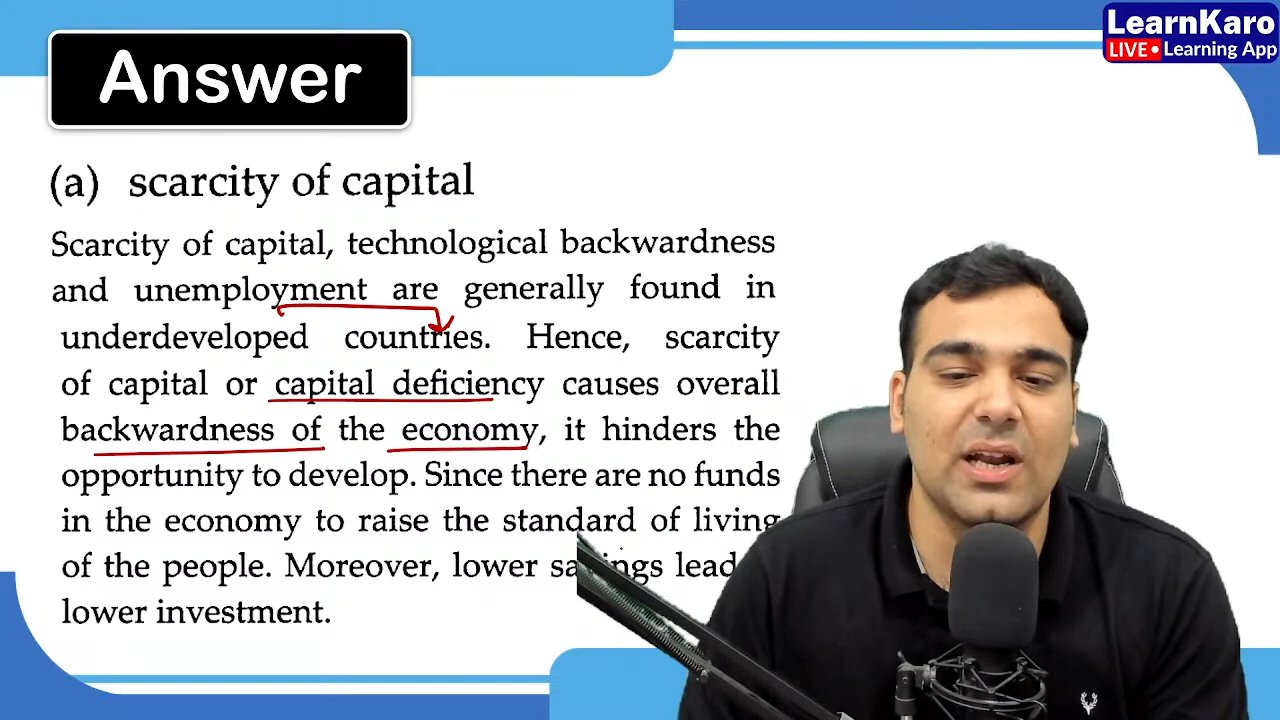 LearnKaro
LIVE • Learning App
Answer
(a) scarcity of capital
Scarcity of capital, technological backwardness
and unemployment are generally found in
underdeveloped countries. Hence, scarcity
of capital or capital deficiency causes overall
backwardness of the economy, it hinders the
opportunity to develop. Since there are no funds
in the economy to raise the standard of living
of the people. Moreover, lower savings lead
lower investment.